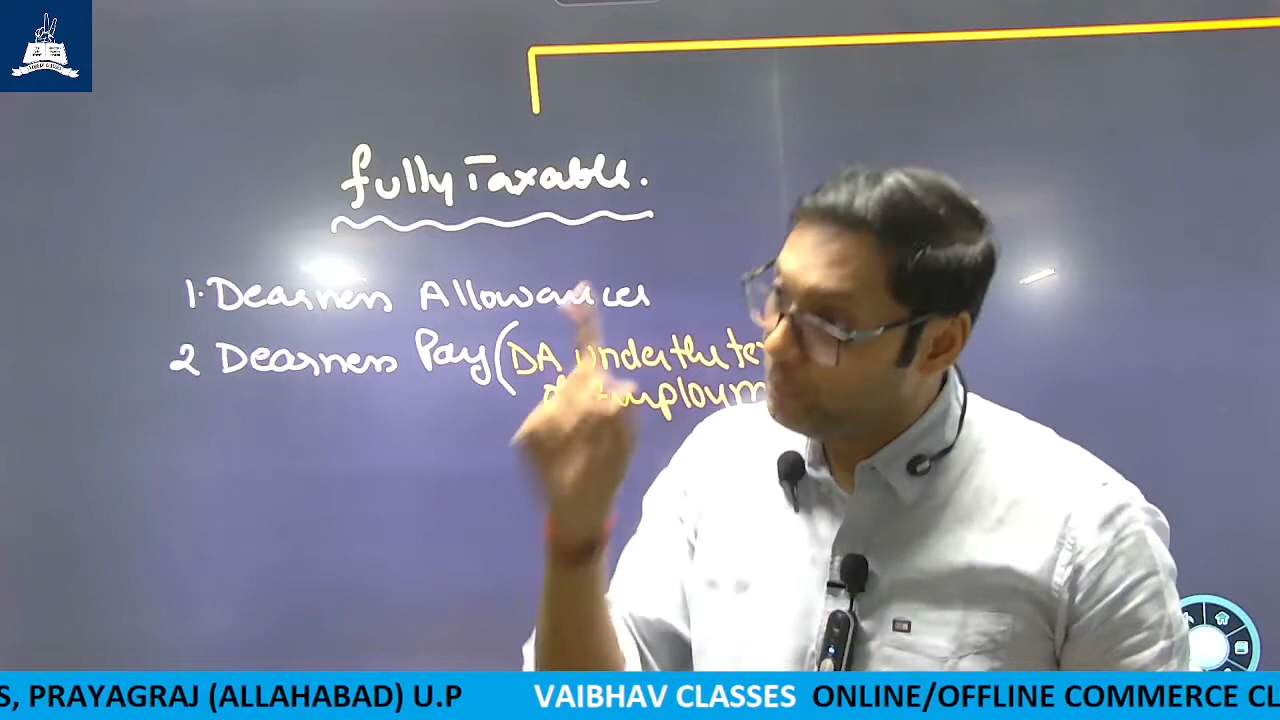 fully Taxable.
1. Dearness Allowances
2 Dearness Pay (DA under the
Employm
S, PRAYAGRAJ (ALLAHABAD) U.P VAIBHAV CLASSES ONLINE/OFFLINE COMMERCE CL